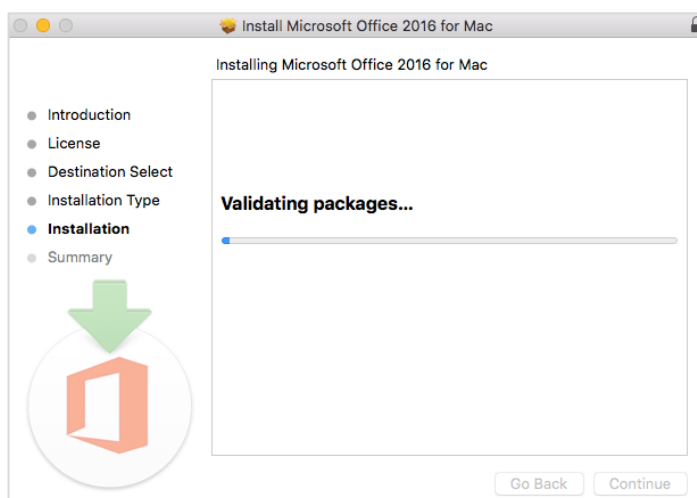 Install Microsoft Office 2016 for Mac
Installing Microsoft Office 2016 for Mac
Introduction
License
Destination Select
Installation Type
Installation
Summary
Validating packages...
Go Back
Continue